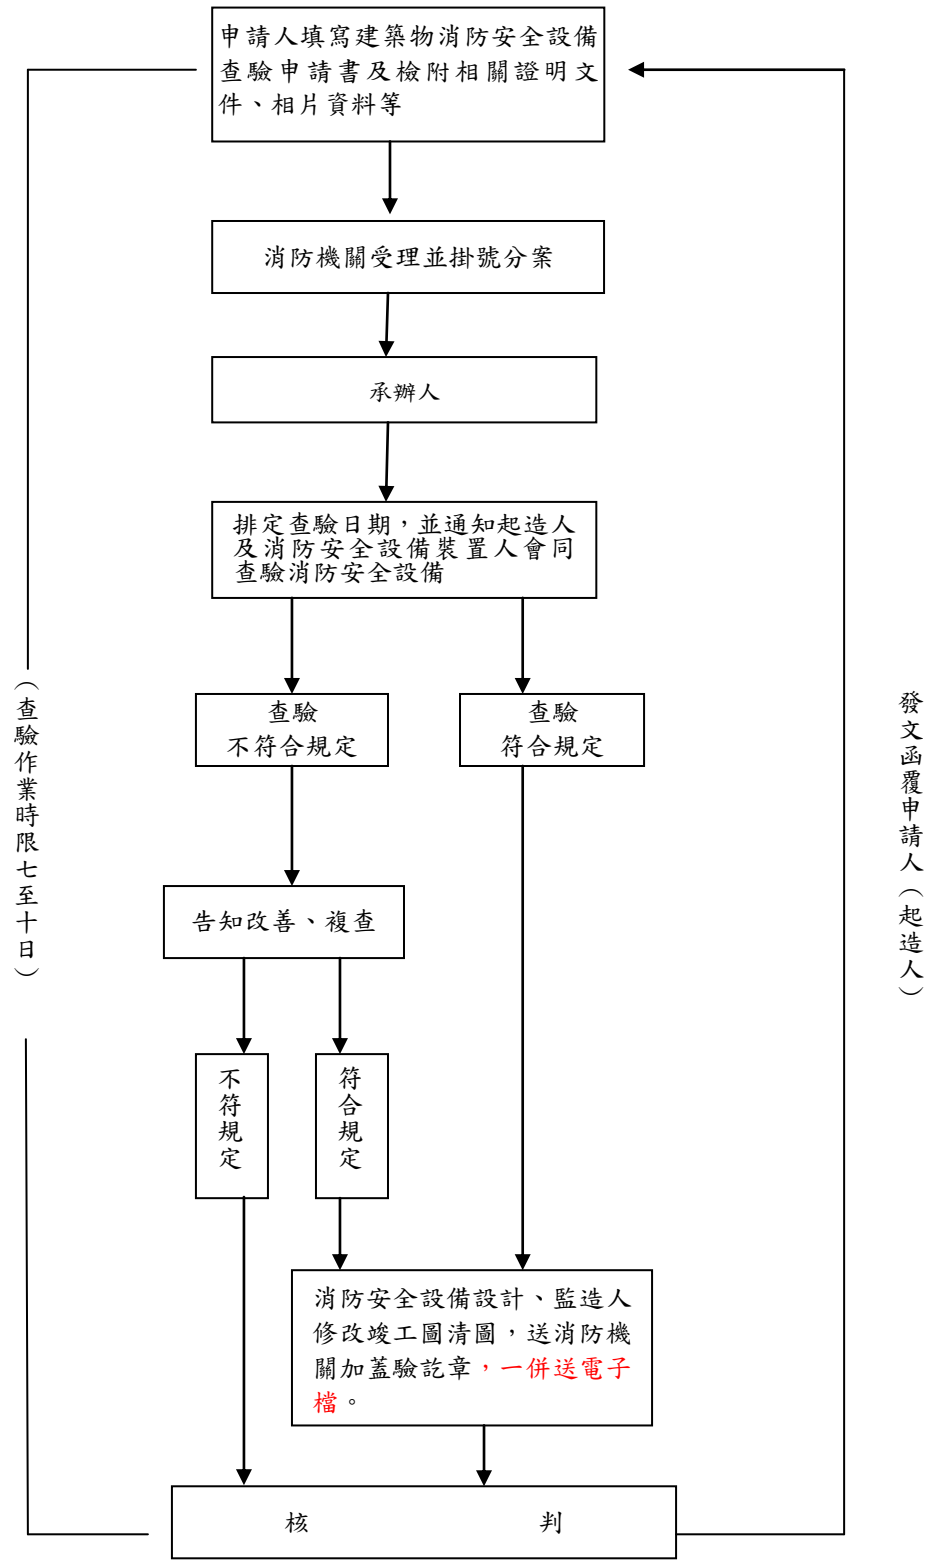 申請人填寫建築物消防安全設備
查驗申請書及檢附相關證明文
件、相片資料等
消防機關受理並掛號分案
承辦人
排定查驗日期，並通知起造人
及消防安全設備裝置人會同
查驗消防安全設備
查驗
不符合規定
查驗
符合規定
（查驗作業時限七至十日）
發文函覆申請人（起造人）
告知改善、複查
不符規定
符合規定
消防安全設備設計、監造人
修改竣工圖清圖，送消防機
關加蓋驗訖章，一併送電子
檔。
核 判